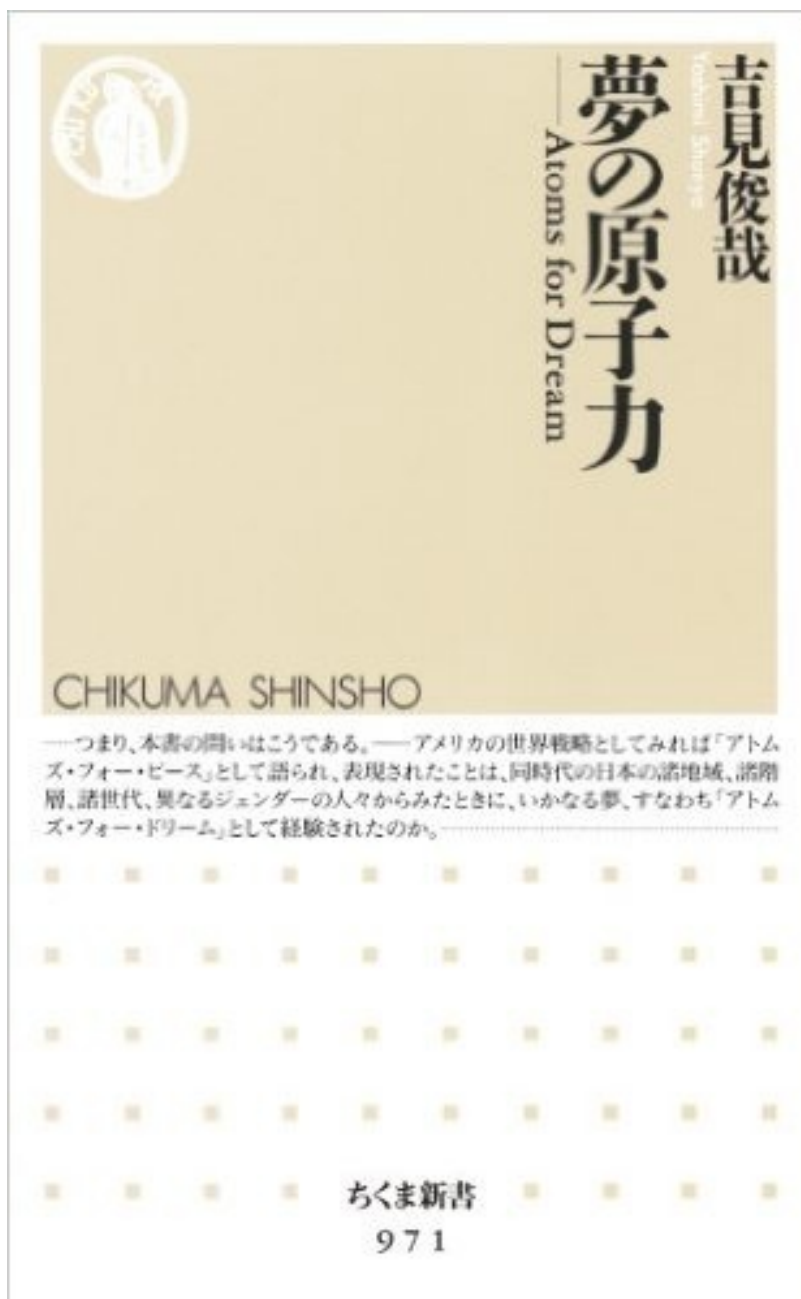 吉見俊哉
Yoshimi Shunya
夢の原子力
——Atoms for Dream
CHIKUMA SHINSHO
……つまり、本書の問いはこうである。——アメリカの世界戦略としてみれば「アトム
ズ・フォー・ピース」として語られ、表現されたことは、同時代の日本の諸地域、諸階
層、諸世代、異なるジェンダーの人々からみたときに、いかなる夢、すなわち「アトム
ズ・フォー・ドリーム」として経験されたのか。……
ちくま新書
971